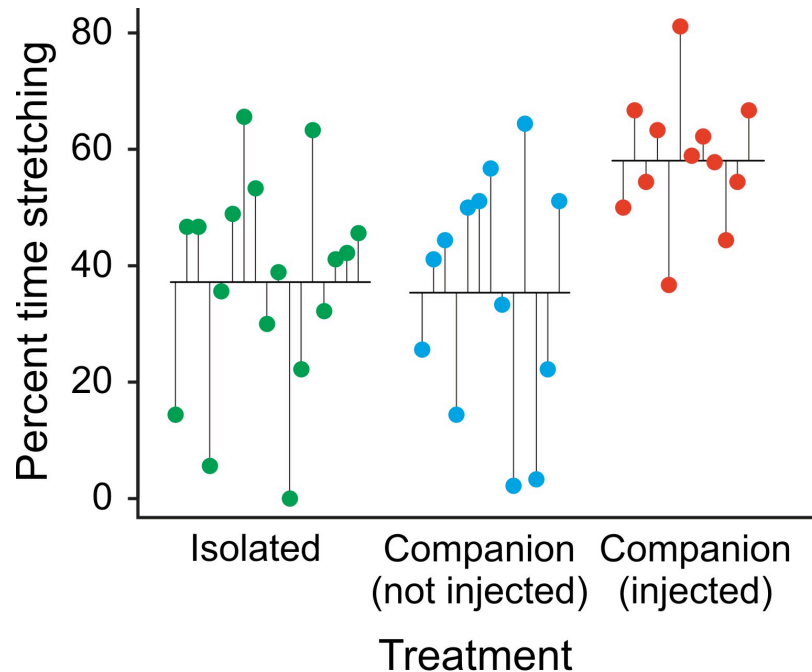 Percent time stretching
80
60
40
20
0
Isolated
Companion
(not injected)
Companion
(injected)
Treatment